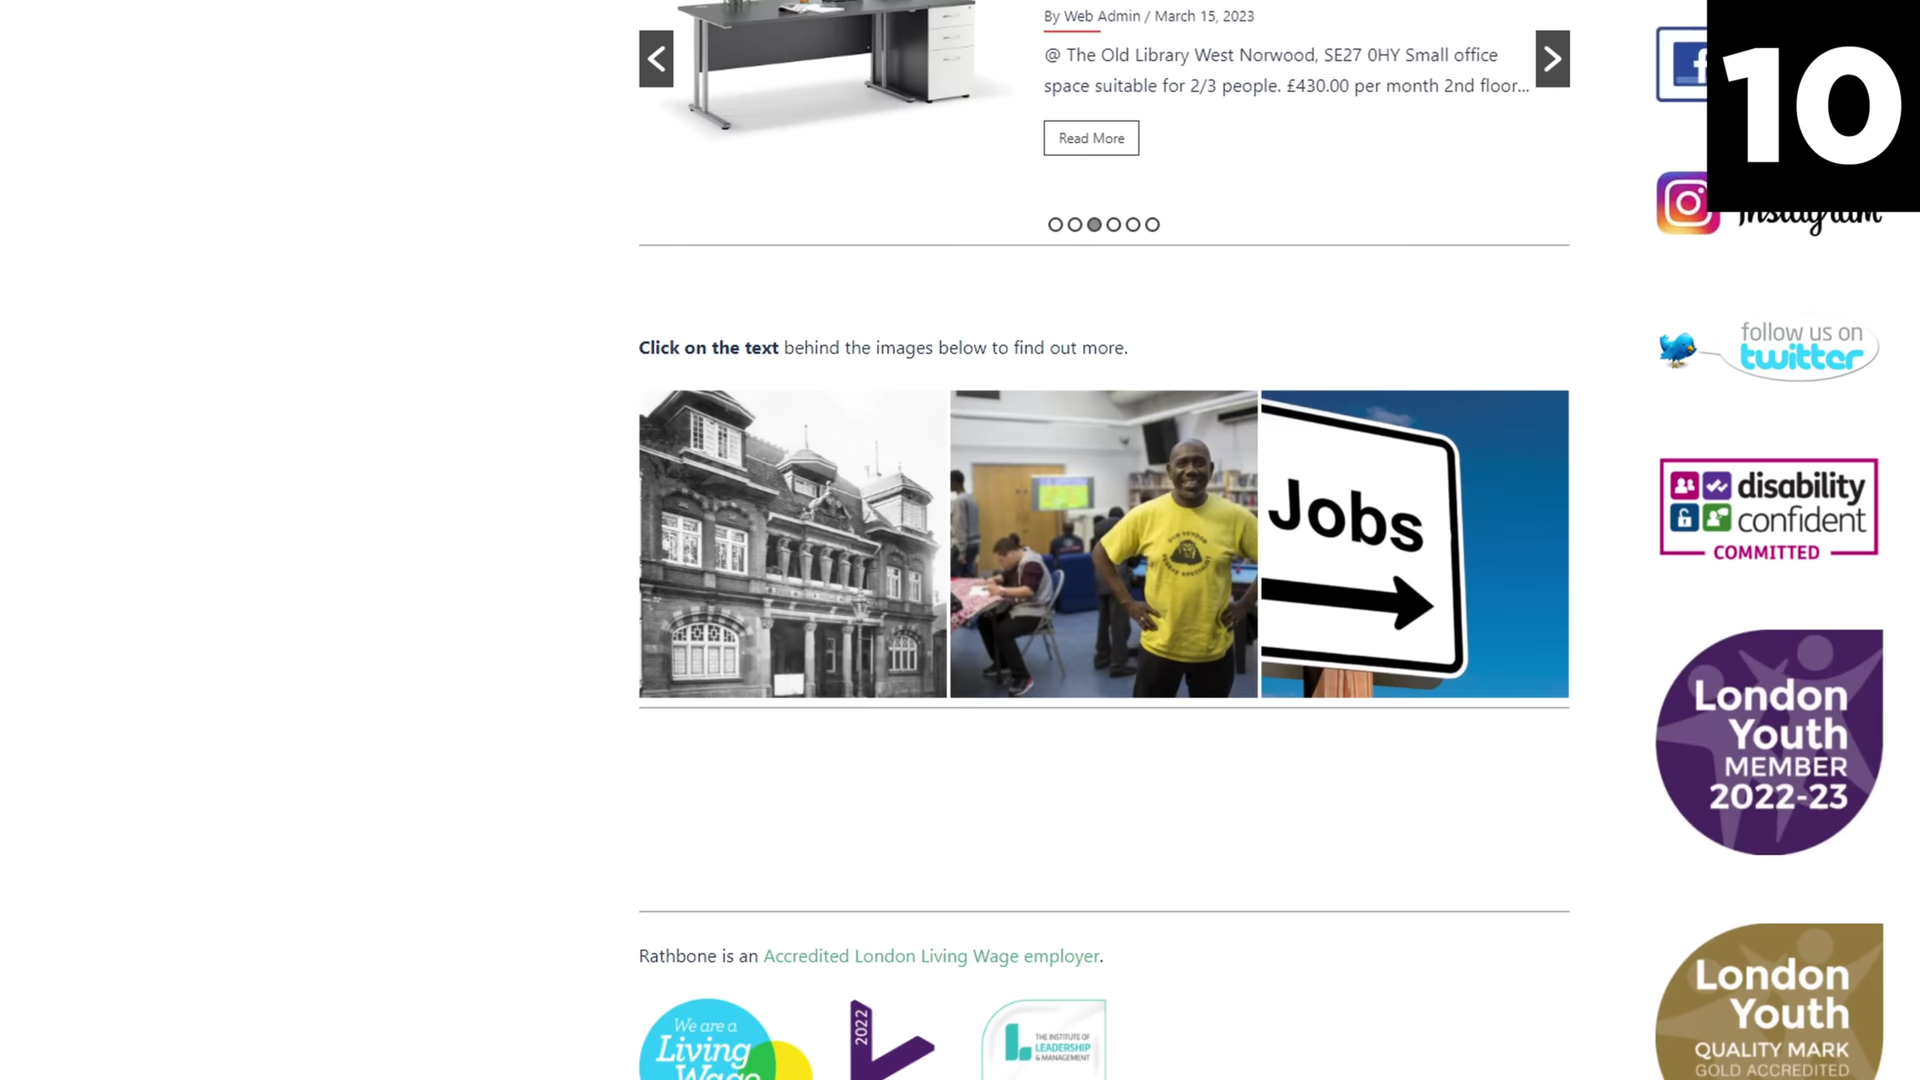 By Web Admin / March 15, 2023
@ The Old Library West Norwood, SE27 0HY Small office
space suitable for 2/3 people. £430.00 per month 2nd floor...
Read More
10
Instagram
Click on the text behind the images below to find out more.
follow us on
twitter
Jobs
disability
confident
COMMITTED
London
Youth
MEMBER
2022-23
Rathbone is an Accredited London Living Wage employer.
London
Youth
QUALITY MARK
GOLD ACCREDITED
We are a
Living
Wage
2022
THE INSTITUTE OF
LEADERSHIP
& MANAGEMENT